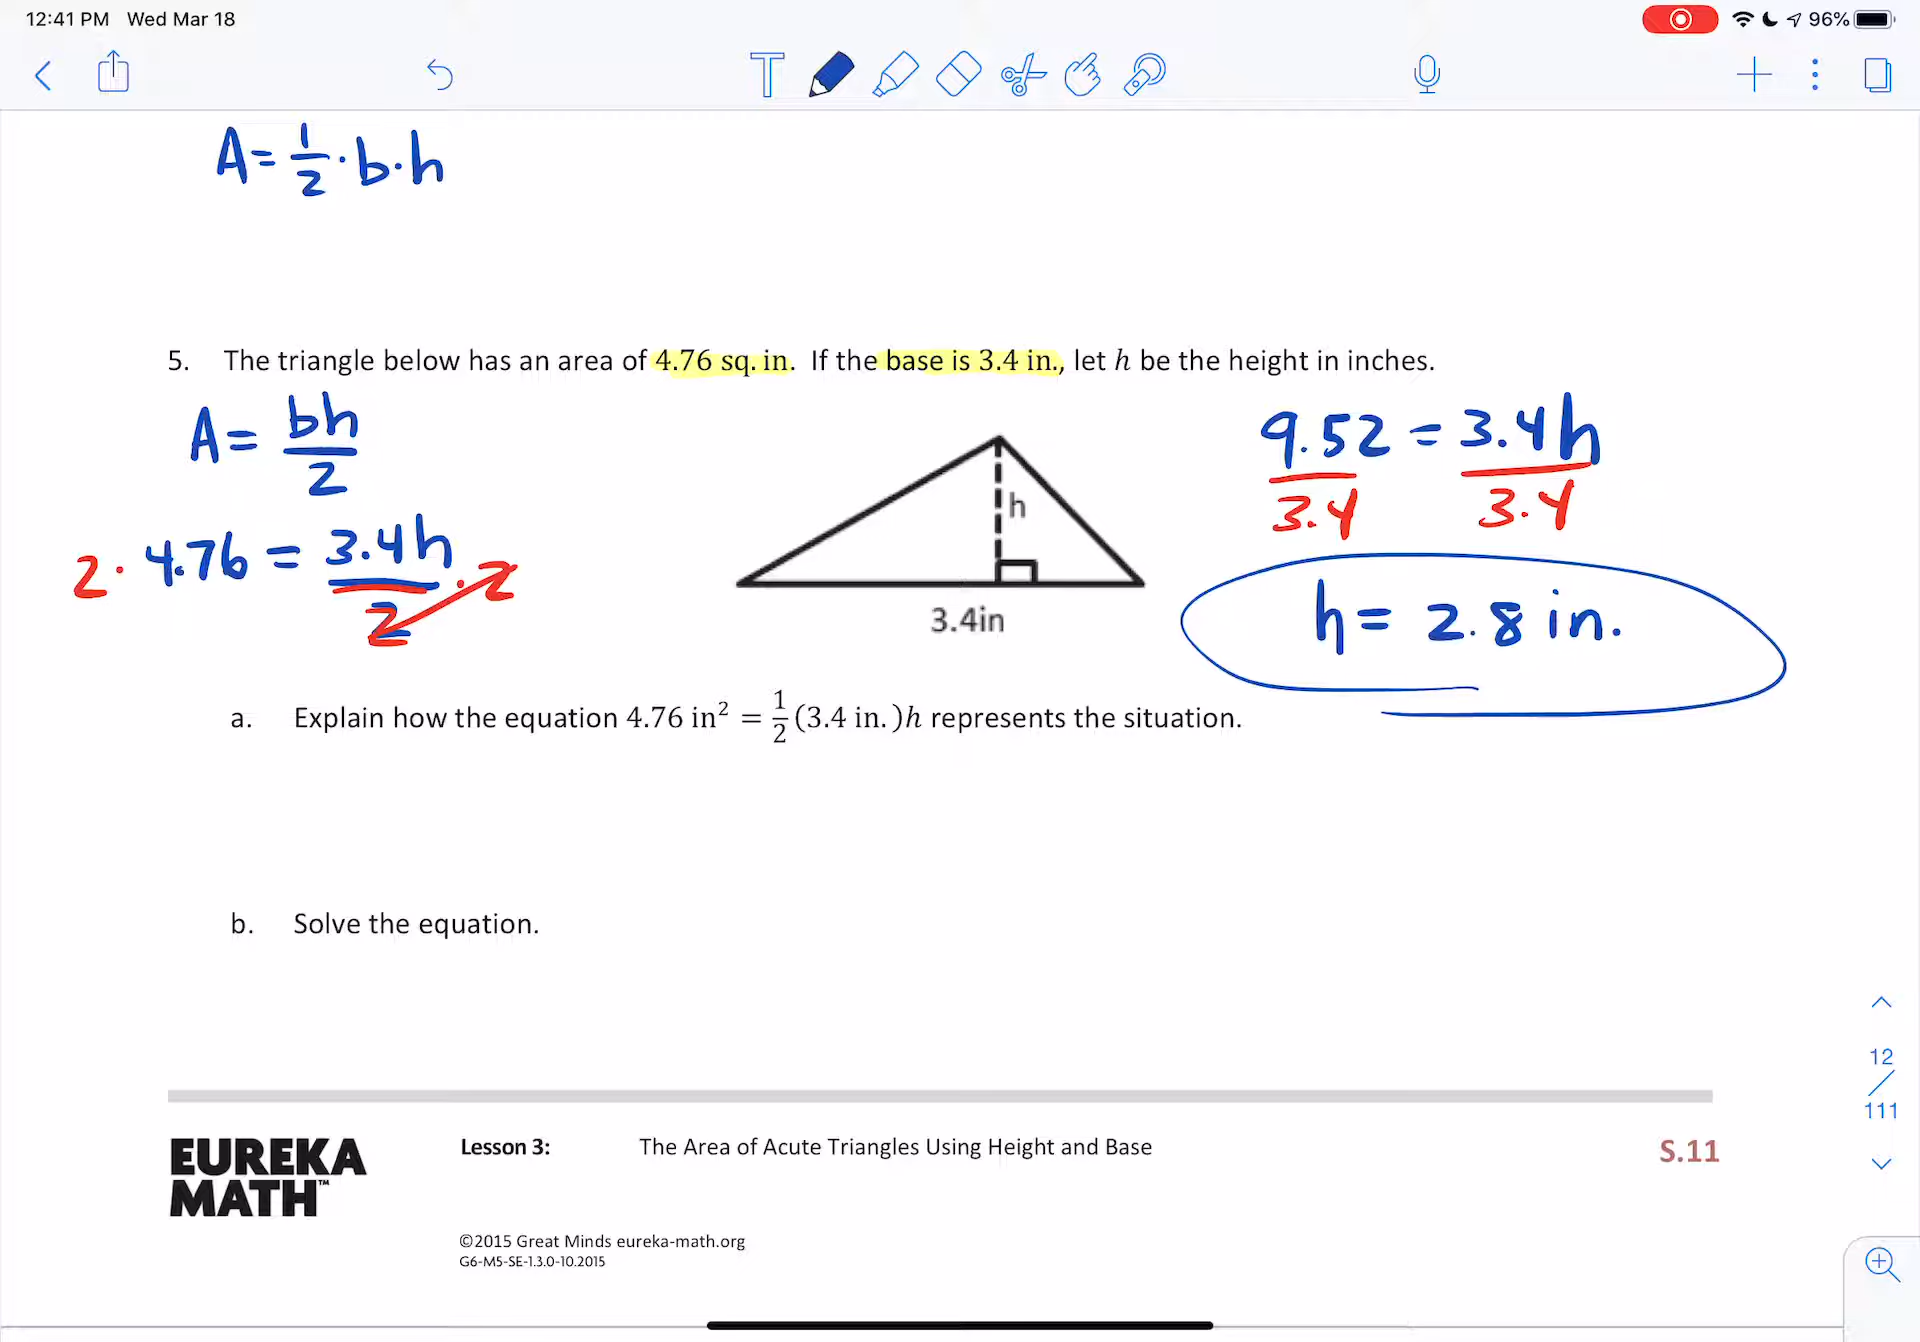 12:41 PM Wed Mar 18
96%
T
A = 1/2 · b · h
5. The triangle below has an area of 4.76 sq. in. If the base is 3.4 in., let h be the height in inches.
A = bh/2
2 · 4.76 = 3.4h/2 · 2
h
3.4in
9.52 = 3.4h
3.4 3.4
h = 2.8 in.
a. Explain how the equation 4.76 in² = 1/2 (3.4 in.)h represents the situation.
b. Solve the equation.
12
/
111
EUREKA
MATH™
Lesson 3: The Area of Acute Triangles Using Height and Base
S.11
©2015 Great Minds eureka-math.org
G6-M5-SE-1.3.0-10.2015